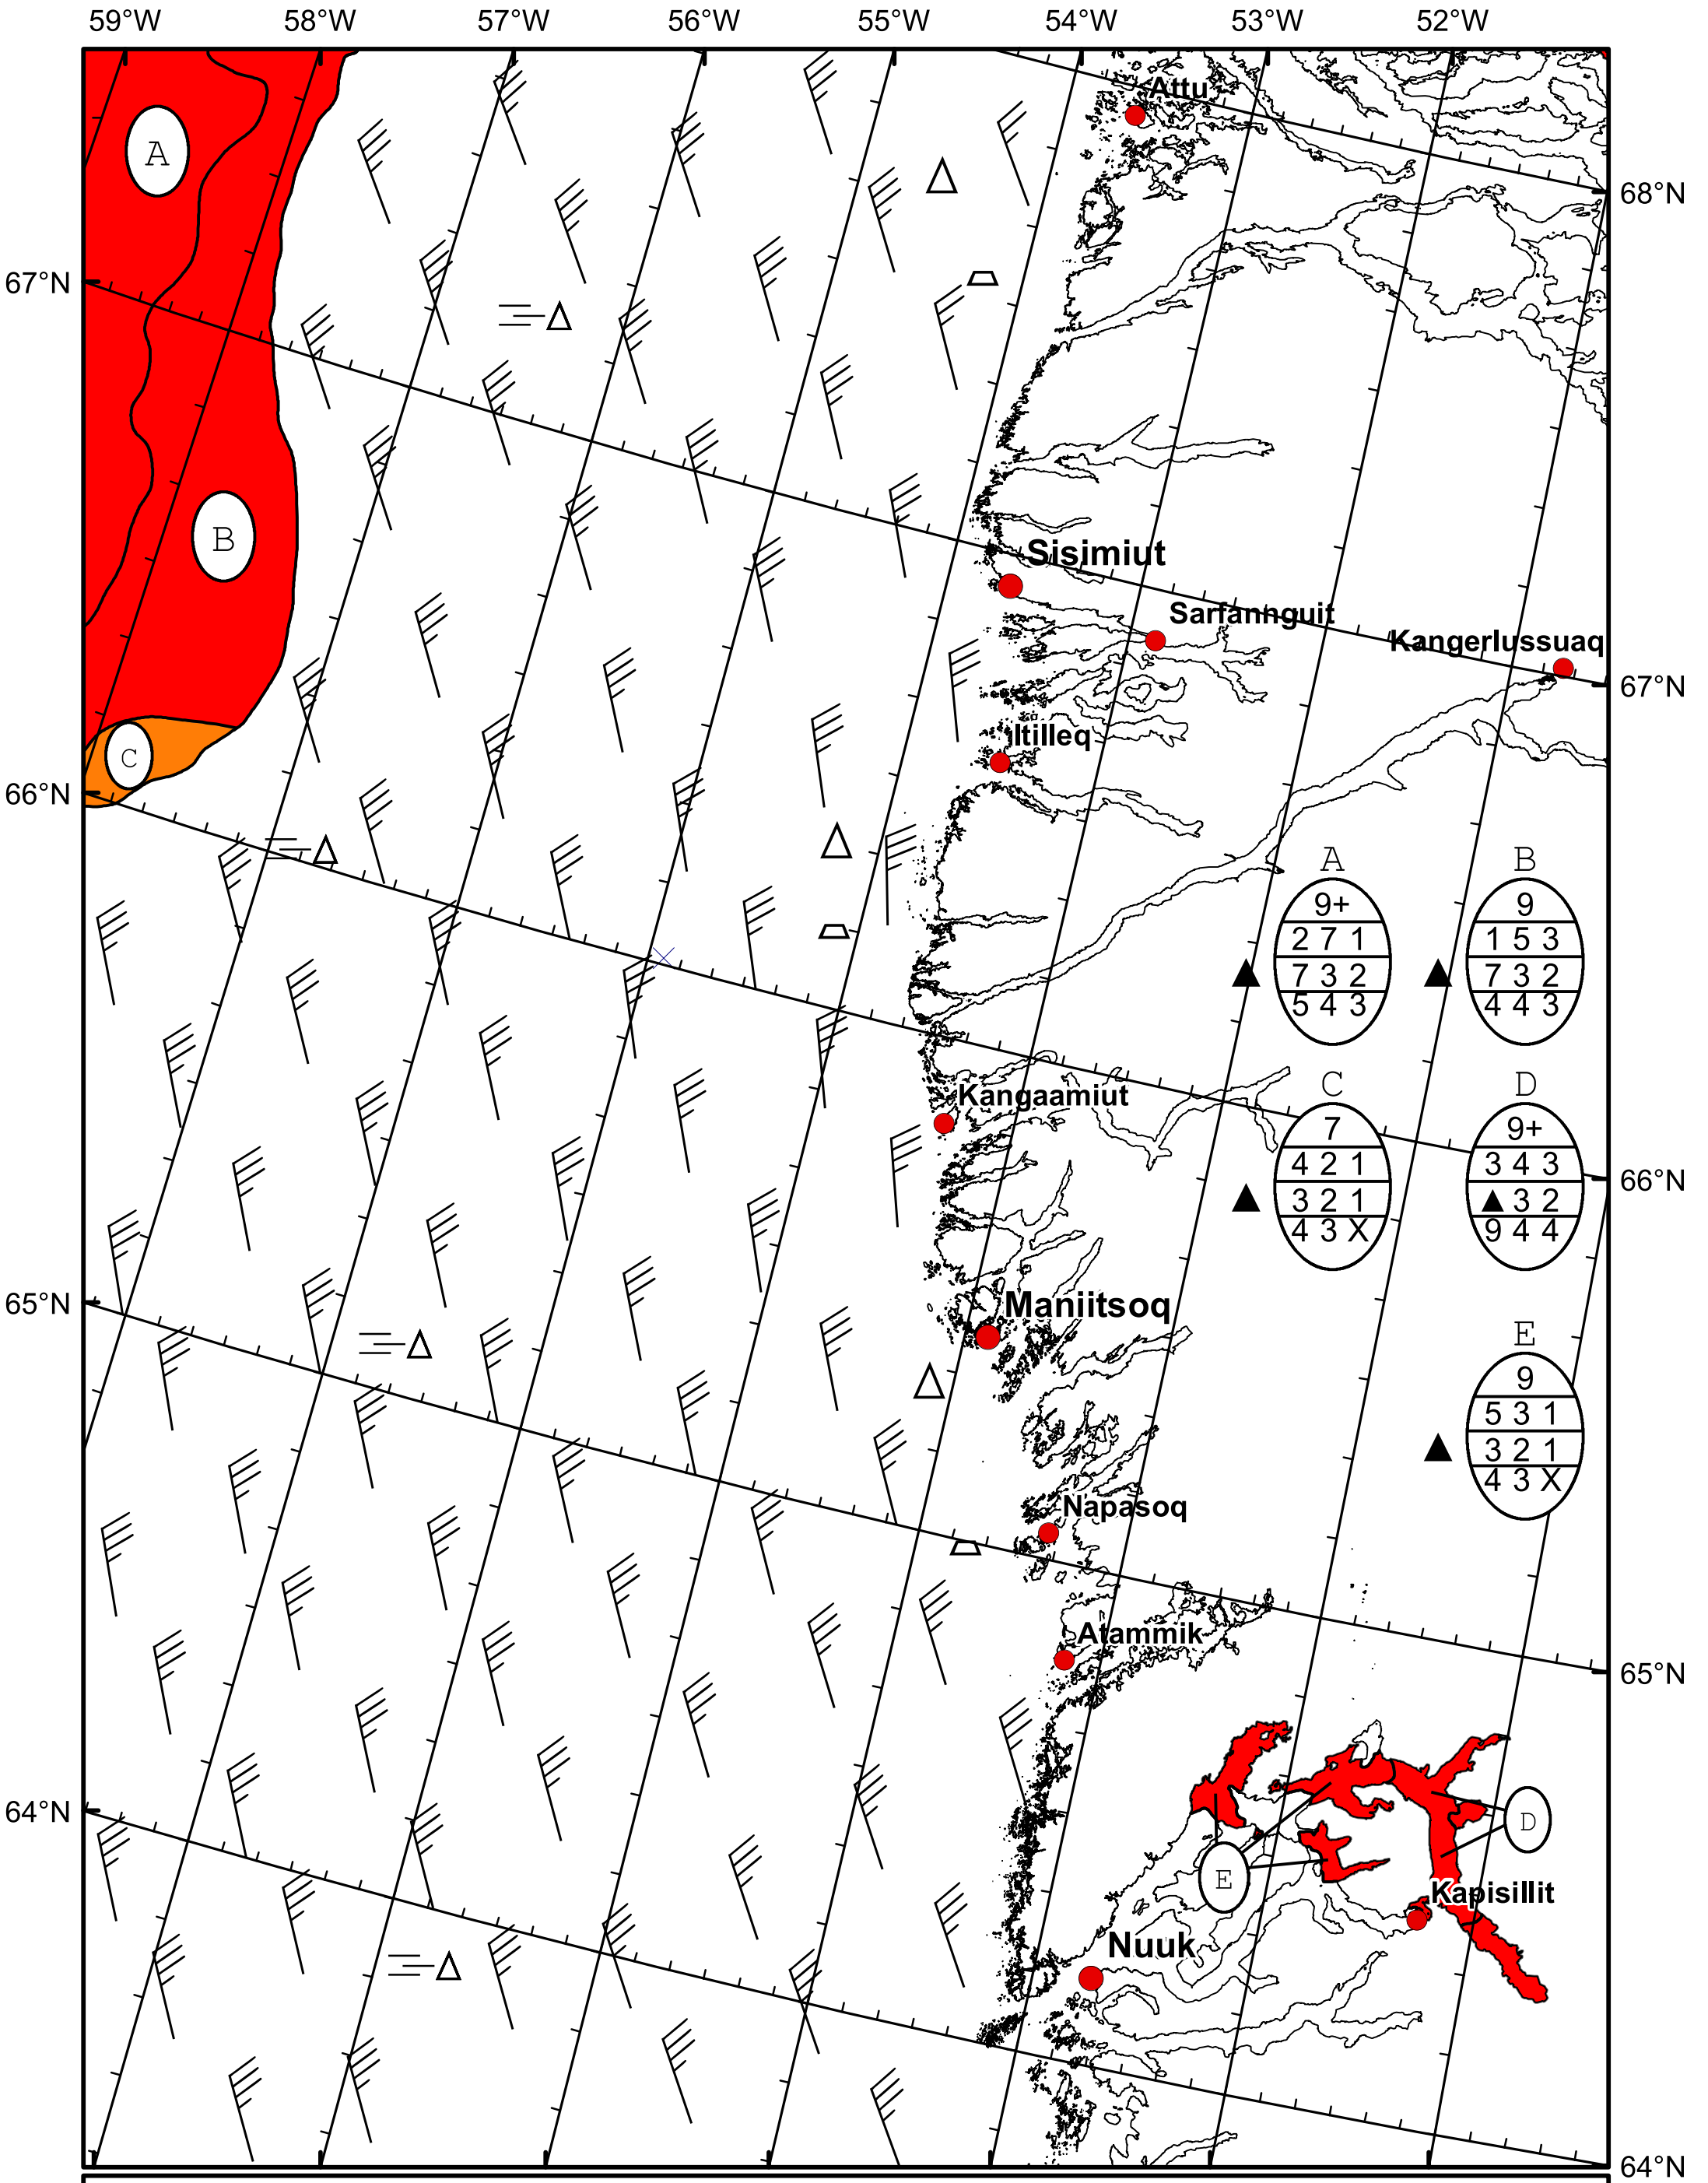 59°W 58°W 57°W 56°W 55°W 54°W 53°W 52°W
Attu
A
68°N
67°N
B
Sisimiut
Sarfannguit
Kangerlussuaq
67°N
Itilleq
C
66°N
A B
9+ 9
2 7 1 1 5 3
7 3 2 7 3 2
5 4 3 4 4 3
Kangaamiut
C D
7 9+
4 2 1 3 4 3
3 2 1 ▲ 3 2
4 3 X 9 4 4
66°N
65°N
Maniitsoq
E
9
5 3 1
3 2 1
4 3 X
Napasoq
Atammik
65°N
64°N
D
E
Kapisillit
Nuuk
64°N